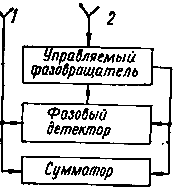 1
2
Управляемый
фазовращатель
Фазовый
детектор
Сумматор